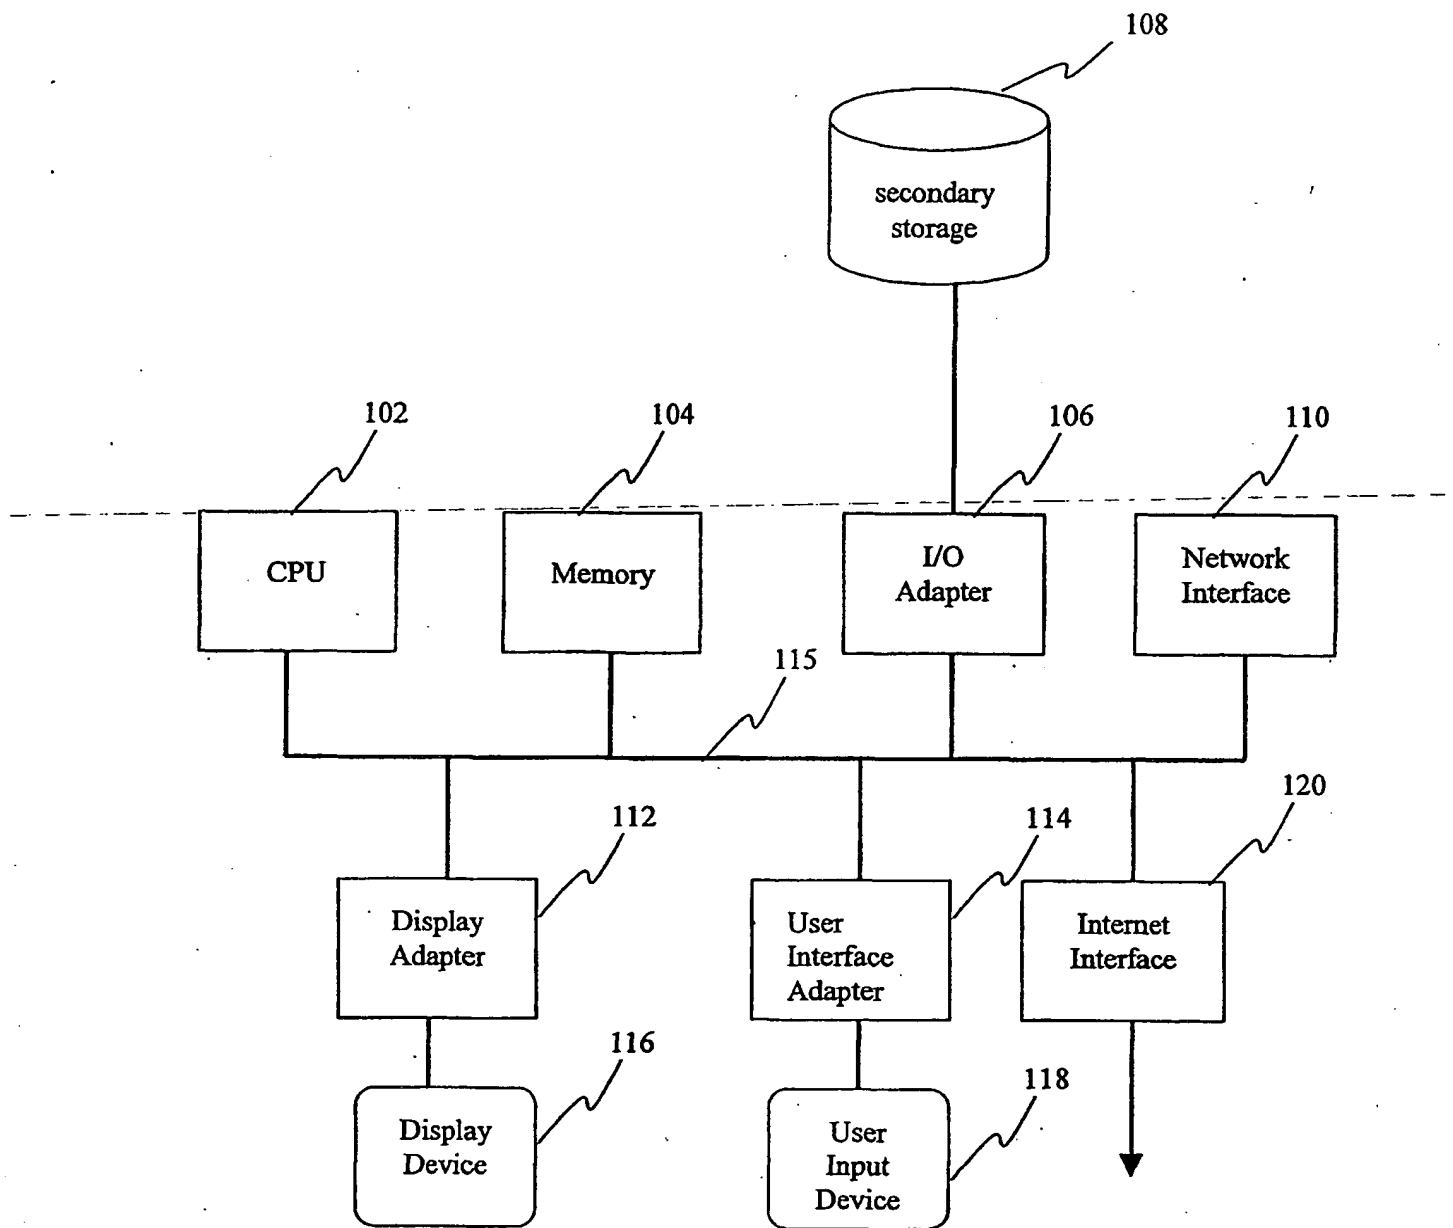 108
secondary
storage
102
104
106
110
CPU
Memory
I/O
Adapter
Network
Interface
115
112
114
120
Display
Adapter
User
Interface
Adapter
Internet
Interface
116
118
Display
Device
User
Input
Device